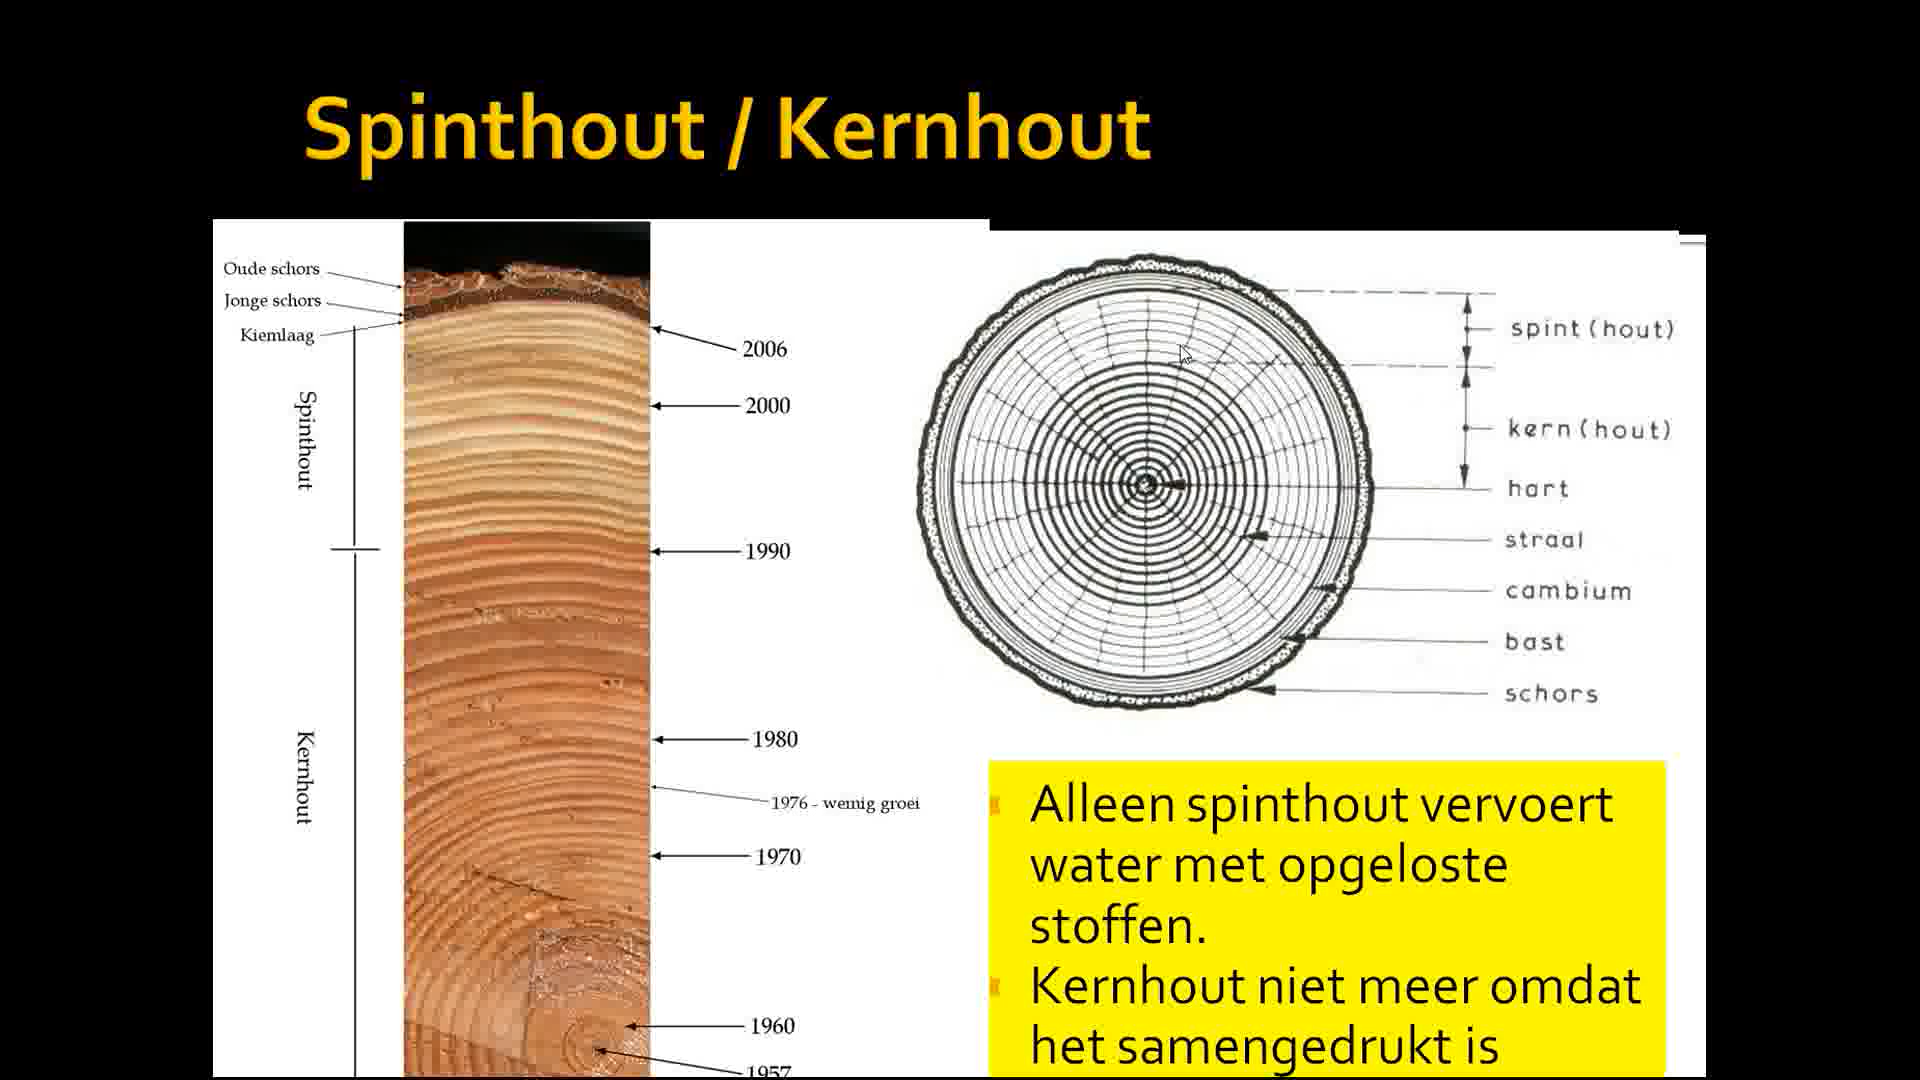 Spinthout / Kernhout
Oude schors
Jonge schors
Kiemlaag
Spinthout
Kernhout
2006
2000
1990
1980
1976 - weinig groei
1970
1960
1957
spint (hout)
kern (hout)
hart
straal
cambium
bast
schors
Alleen spinthout vervoert
water met opgeloste
stoffen.
Kernhout niet meer omdat
het samengedrukt is